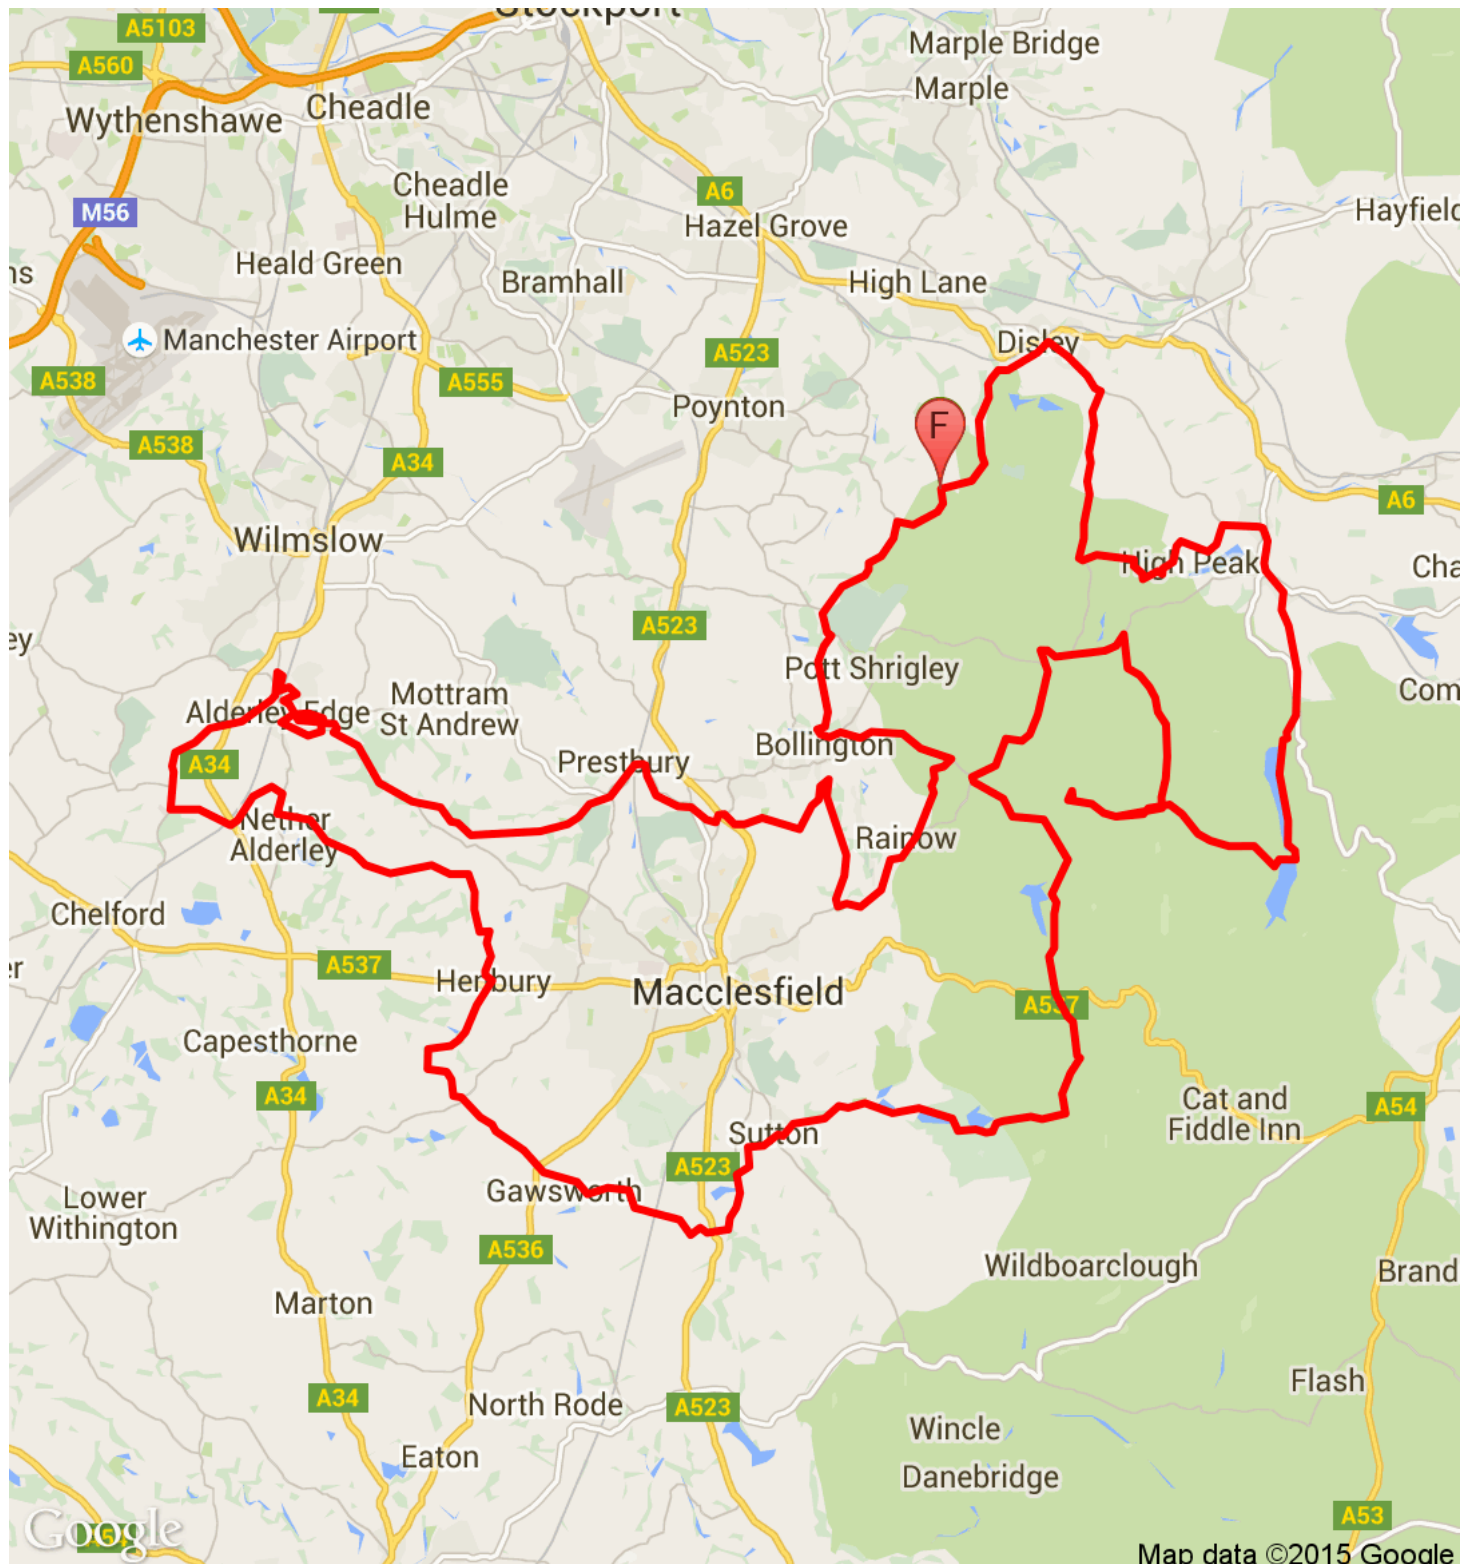 Stockport
A5103
Marple Bridge
A560
Marple
Cheadle
Wythenshawe
Cheadle
Hulme
A6
M56
Hazel Grove
Hayfield
Heald Green
Bramhall
High Lane
Manchester Airport
Disley
A523
A538
A555
Poynton
F
A538
A34
A6
Wilmslow
High Peak
A523
Pott Shrigley
Mottram
St Andrew
Alderley Edge
Bollington
Prestbury
A34
Nether
Alderley
Rainow
Chelford
A537
Henbury
Macclesfield
A537
Capesthorne
A34
Cat and
Fiddle Inn
A54
Sutton
A523
Gawsworth
Lower
Withington
A536
Wildboarclough
Brand
Marton
Flash
A34
North Rode
A523
Wincle
Eaton
Danebridge
A53
Google
Map data ©2015 Google